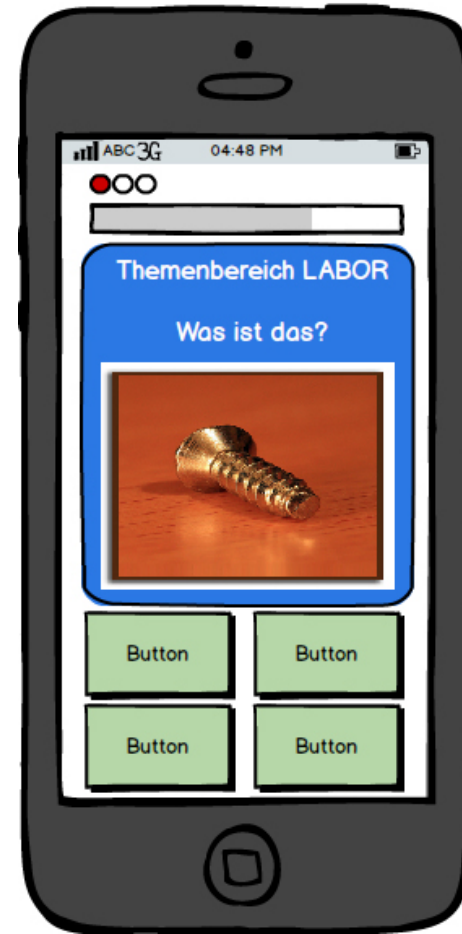 ABC 3G 04:48 PM
Themenbereich LABOR
Was ist das?
Button Button
Button Button